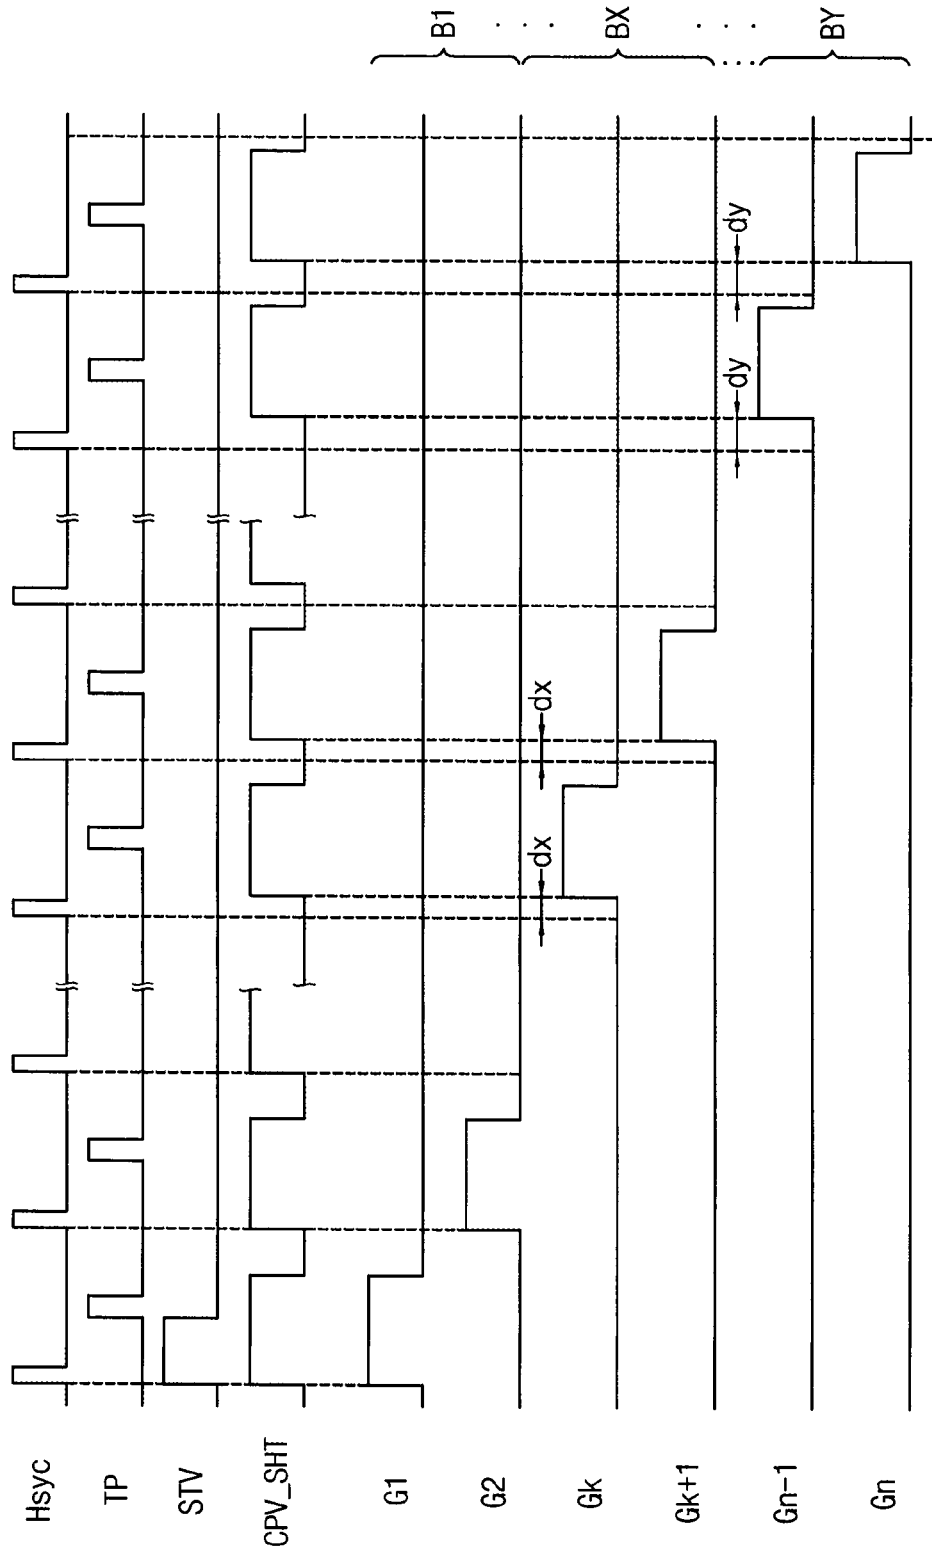 Hsyc
TP
STV
CPV_SHT
G1
G2
Gk
Gk+1
Gn-1
Gn
dx
dx
dy
dy
B1
BX
BY